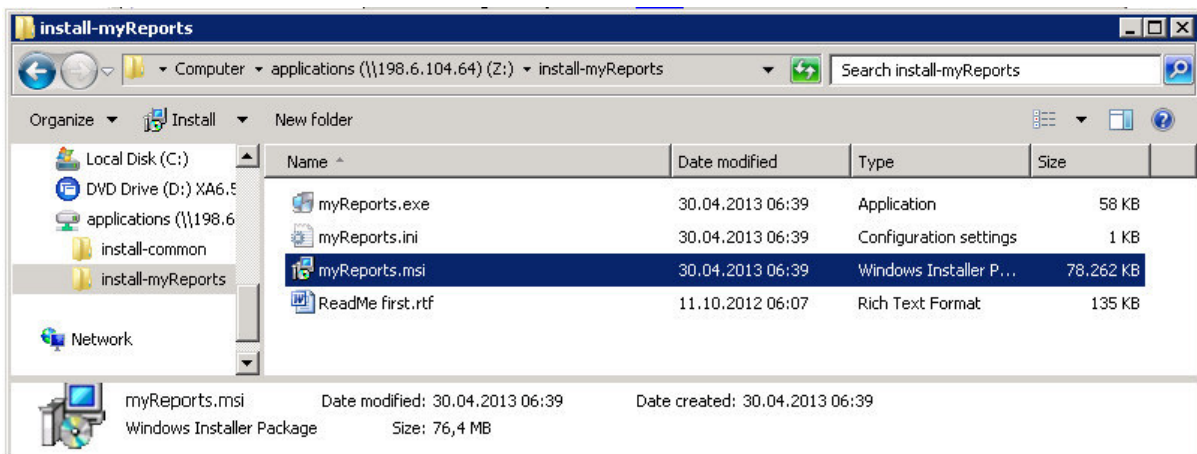 install-myReports
Computer applications (\\198.6.104.64) (Z:) install-myReports Search install-myReports
Organize Install New folder
Local Disk (C:)
DVD Drive (D:) XA6.5
applications (\\198.6
install-common
install-myReports
Network
Name Date modified Type Size
myReports.exe 30.04.2013 06:39 Application 58 KB
myReports.ini 30.04.2013 06:39 Configuration settings 1 KB
myReports.msi 30.04.2013 06:39 Windows Installer P... 78.262 KB
ReadMe first.rtf 11.10.2012 06:07 Rich Text Format 135 KB
myReports.msi Date modified: 30.04.2013 06:39 Date created: 30.04.2013 06:39
Windows Installer Package Size: 76,4 MB